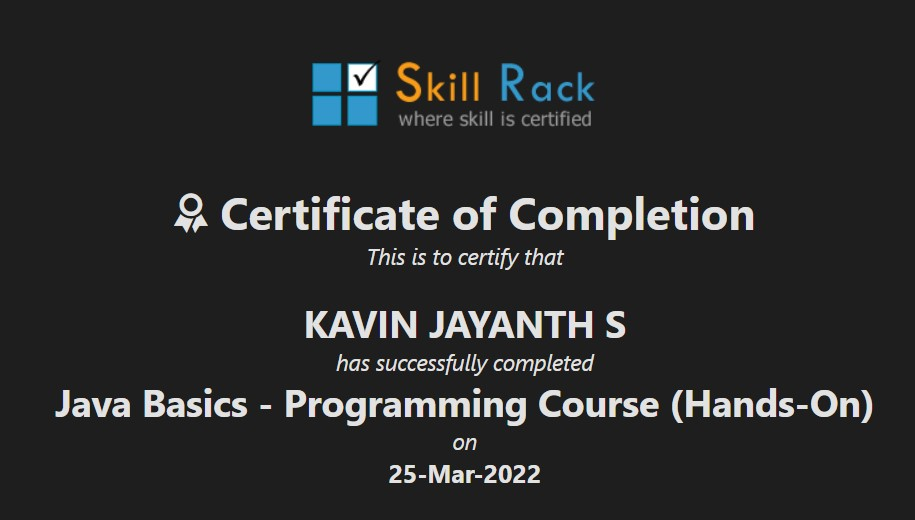 Skill Rack
where skill is certified
Certificate of Completion
This is to certify that
KAVIN JAYANTH S
has successfully completed
Java Basics - Programming Course (Hands-On)
on
25-Mar-2022